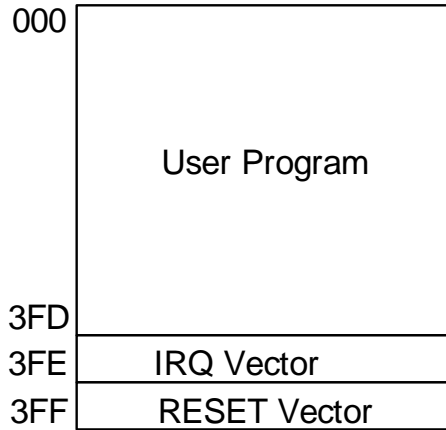 000
User Program
3FD
3FE IRQ Vector
3FF RESET Vector